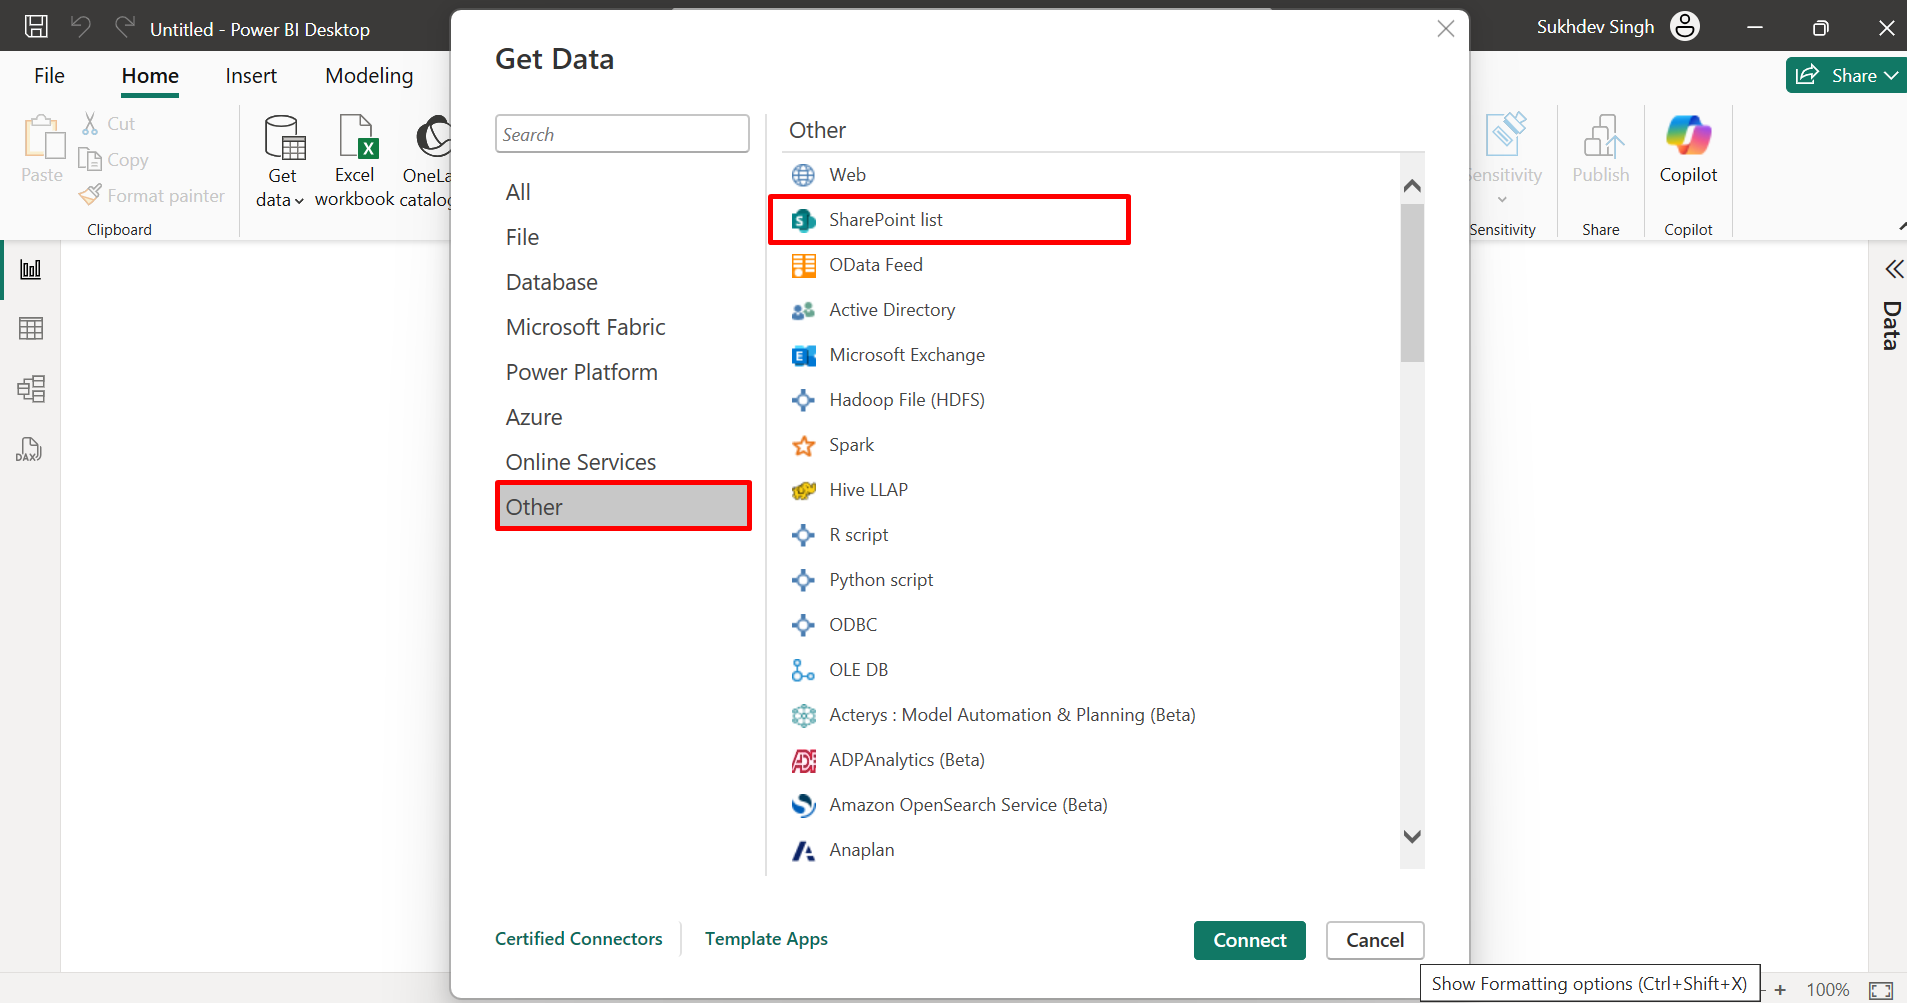 Untitled - Power BI Desktop
Sukhdev Singh
File
Home
Insert
Modeling
Share
Paste
Cut
Copy
Format painter
Clipboard
Get
data
Excel
workbook
OneLa
catalog
ensitivity
Sensitivity
Publish
Share
Copilot
Copilot
DAX
Data
Get Data
Search
All
File
Database
Microsoft Fabric
Power Platform
Azure
Online Services
Other
Other
Web
SharePoint list
OData Feed
Active Directory
Microsoft Exchange
Hadoop File (HDFS)
Spark
Hive LLAP
R script
Python script
ODBC
OLE DB
Acterys : Model Automation & Planning (Beta)
ADPAnalytics (Beta)
Amazon OpenSearch Service (Beta)
Anaplan
Certified Connectors
Template Apps
Connect
Cancel
Show Formatting options (Ctrl+Shift+X)
100%